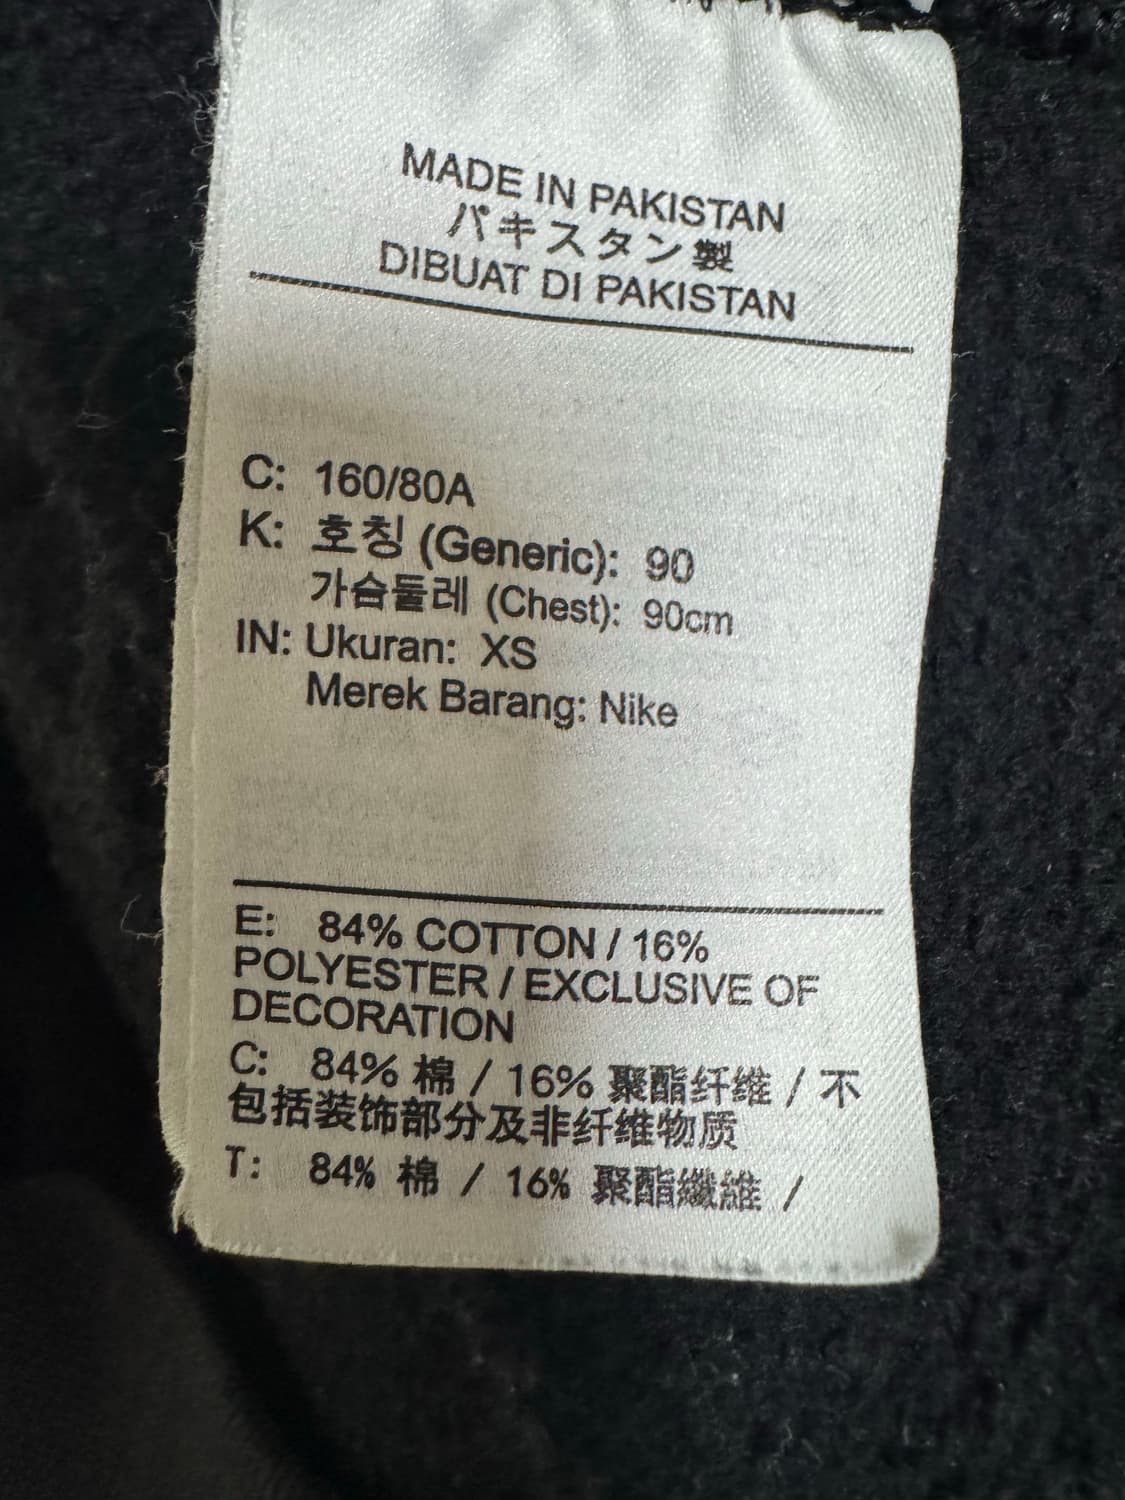 MADE IN PAKISTAN
パキスタン製
DIBUAT DI PAKISTAN
C: 160/80A
K: 호칭 (Generic): 90
가슴둘레 (Chest): 90cm
IN: Ukuran: XS
Merek Barang: Nike
E: 84% COTTON / 16%
POLYESTER / EXCLUSIVE OF
DECORATION
C: 84% 棉 / 16% 聚酯纤维 / 不
包括装饰部分及非纤维物质
T: 84% 棉 / 16% 聚酯纖維 /